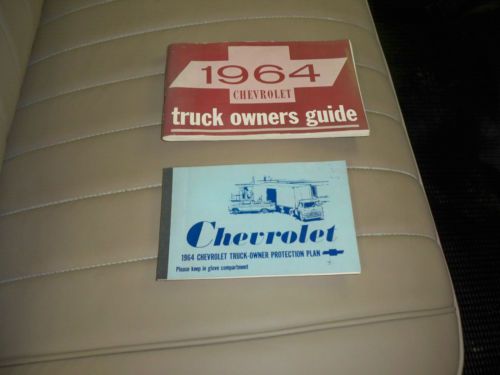 1964
CHEVROLET
truck owners guide
Chevrolet
1964 CHEVROLET TRUCK-OWNER PROTECTION PLAN
Please keep in glove compartment